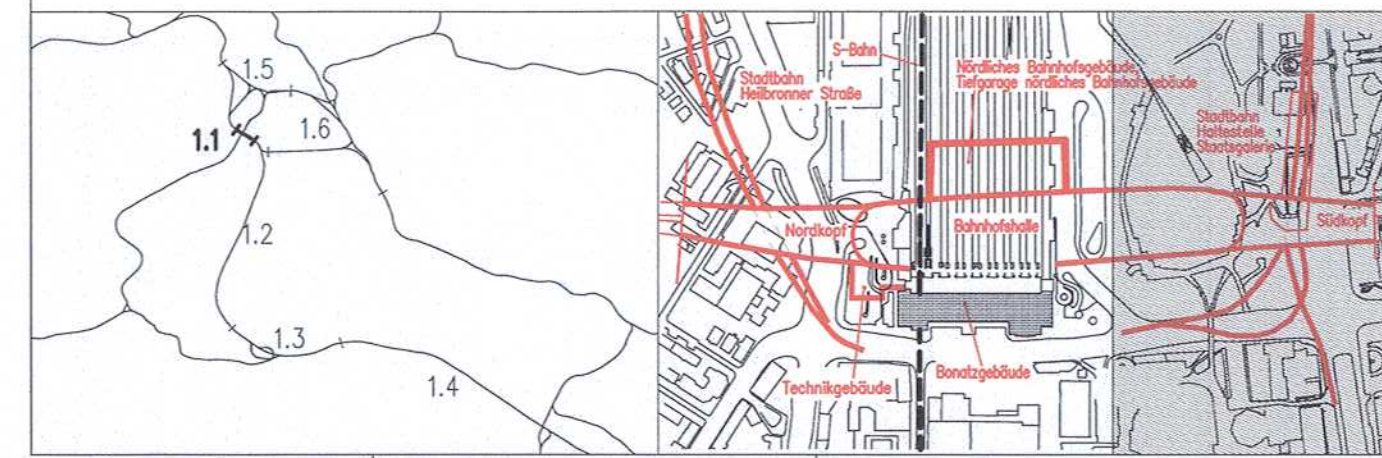 1.5
1.6
1.1
1.2
1.3
1.4
S-Bahn
Stadtbahn
Heilbronner Straße
Nördliches Bahnhofsgebäude
Tiefgarage nördliches Bahnhofsgebäude
Stadtbahn
Haltestelle
Staatsgalerie
Nordkopf
Bahnhofshalle
Südkopf
Technikgebäude
Bonatzgebäude